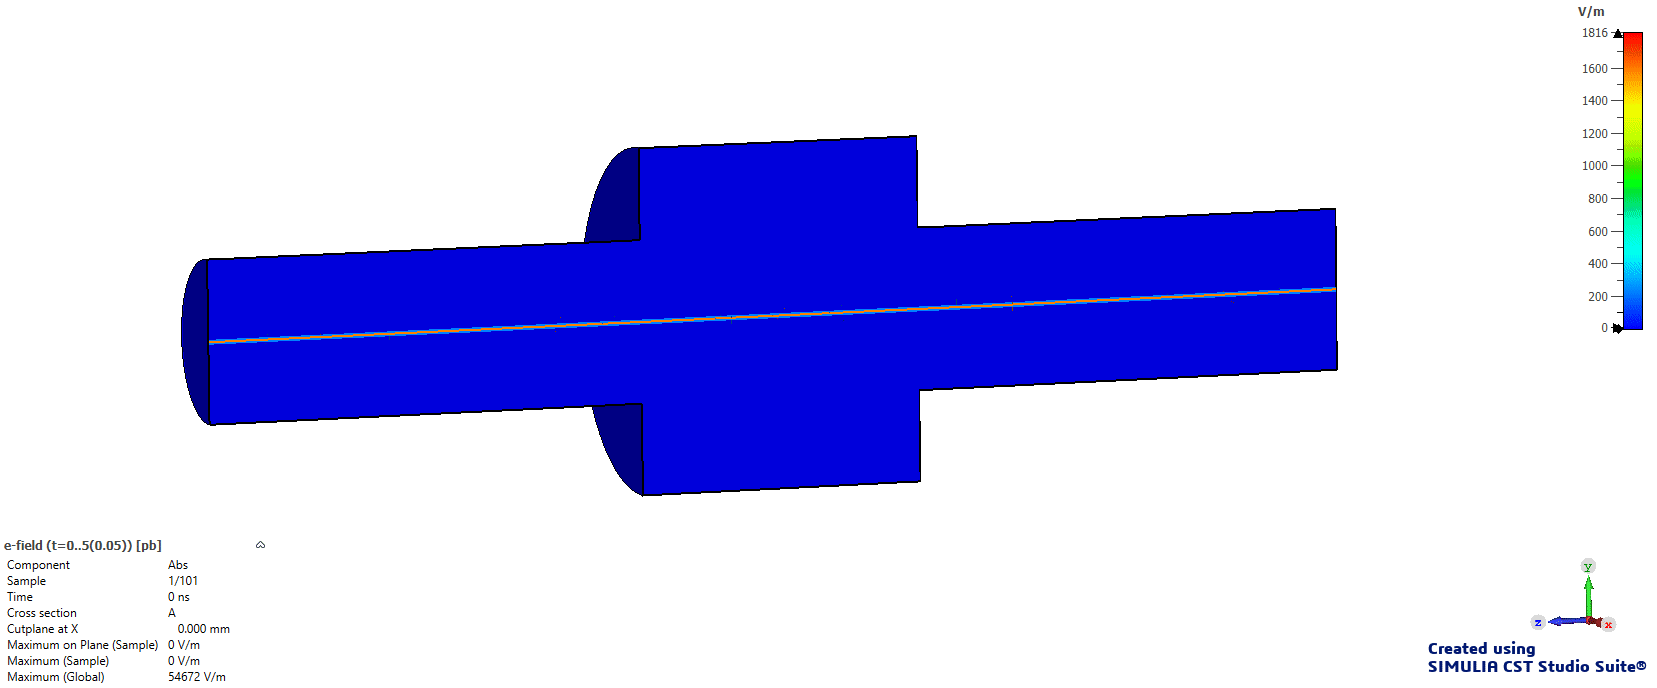 V/m
1816
1600
1400
1200
1000
800
600
400
200
0
e-field (t=0..5(0.05)) [pb]
Component Abs
Sample 1/101
Time 0 ns
Cross section A
Cutplane at X 0.000 mm
Maximum on Plane (Sample) 0 V/m
Maximum (Sample) 0 V/m
Maximum (Global) 54672 V/m
y
z
x
Created using
SIMULIA CST Studio Suite®